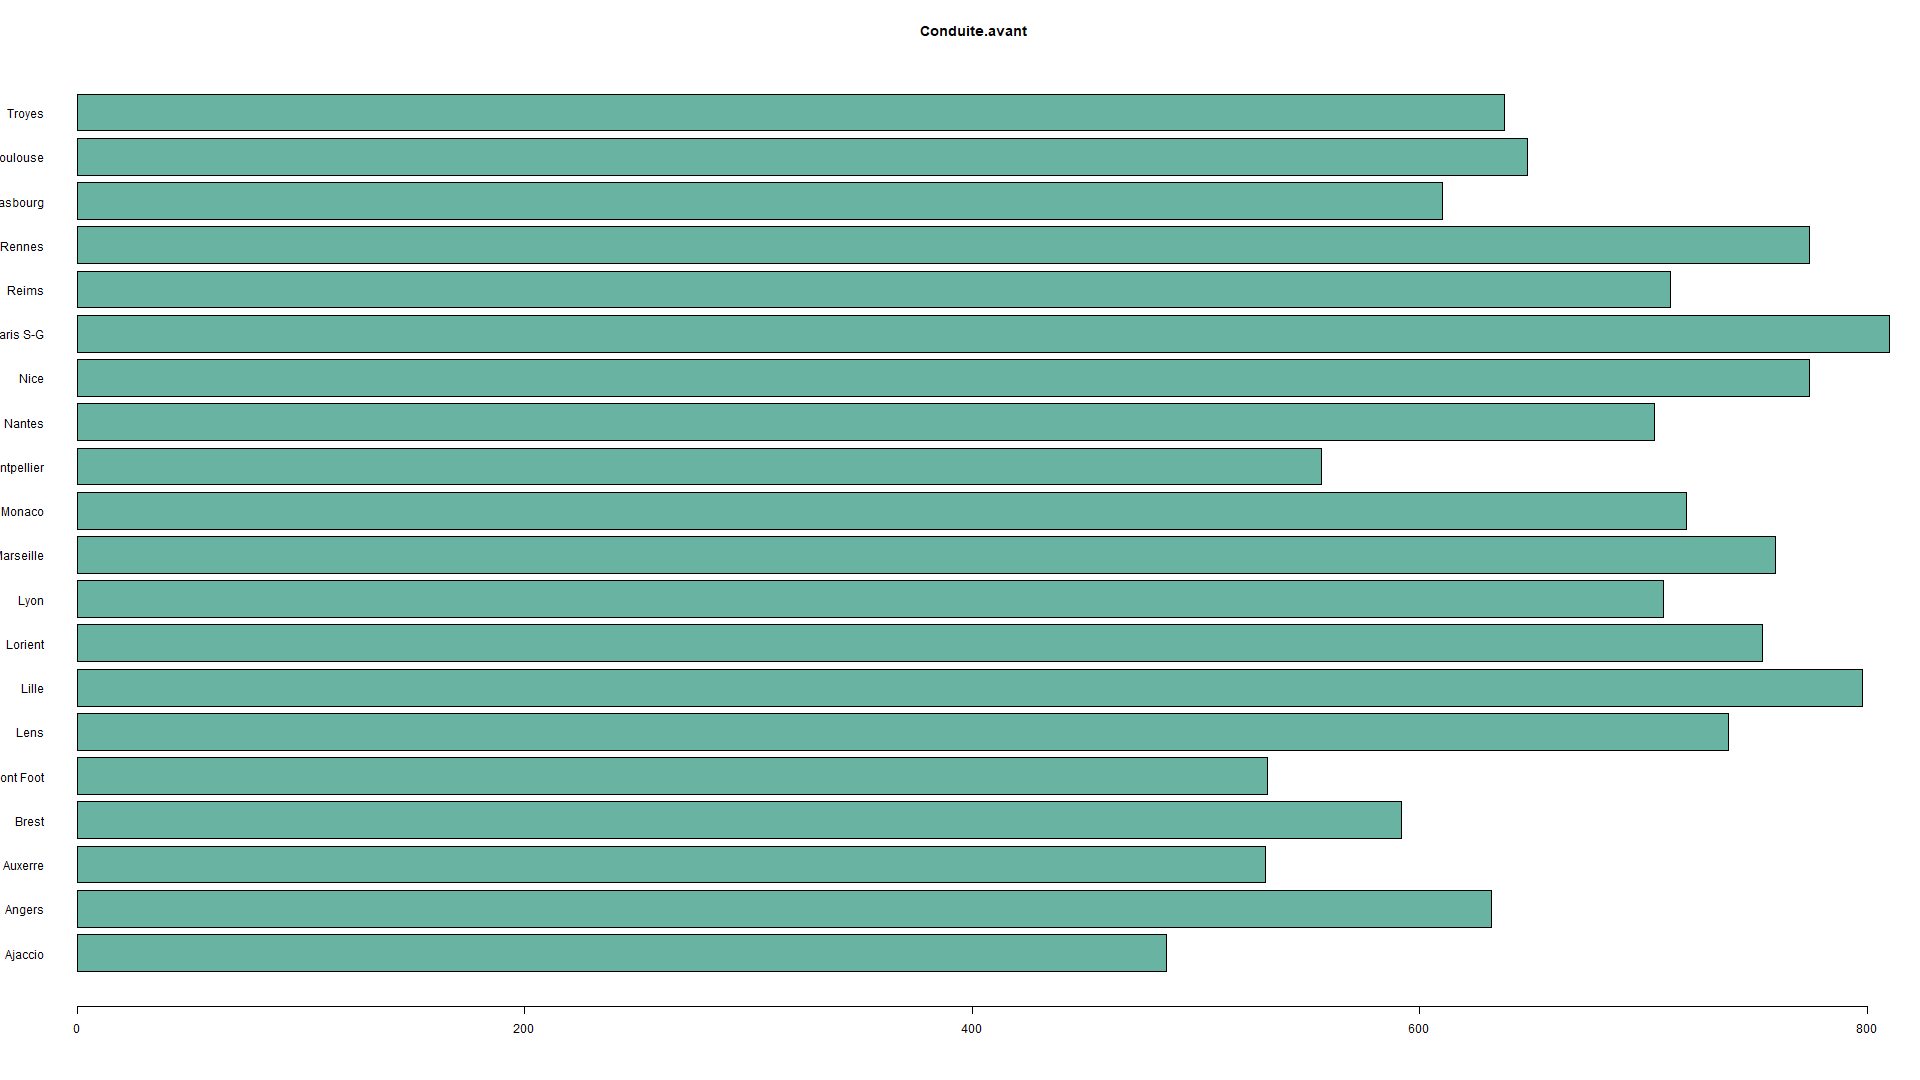 Conduite.avant
Troyes
oulouse
asbourg
Rennes
Reims
aris S-G
Nice
Nantes
ntpellier
Monaco
Marseille
Lyon
Lorient
Lille
Lens
ont Foot
Brest
Auxerre
Angers
Ajaccio
0 200 400 600 800